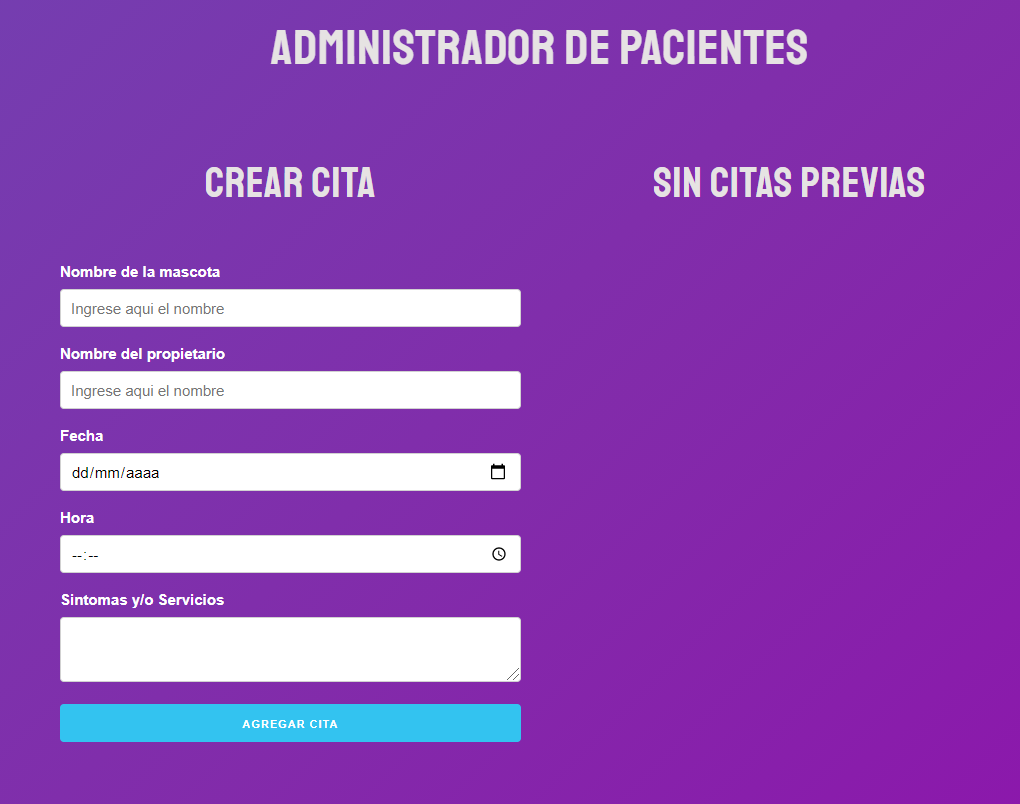 ADMINISTRADOR DE PACIENTES
CREAR CITA
Nombre de la mascota
Ingrese aqui el nombre
Nombre del propietario
Ingrese aqui el nombre
Fecha
dd/mm/aaaa
Hora
--:--
Sintomas y/o Servicios
AGREGAR CITA
SIN CITAS PREVIAS